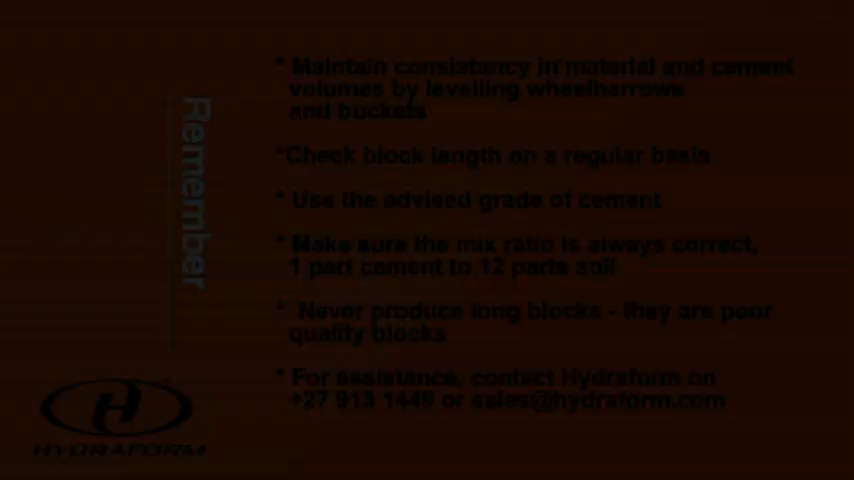 Remember
* Maintain consistancy in material and cement
volumes by levelling wheelbarrows
and buckets
*Check block length on a regular basis
* Use the advised grade of cement
* Make sure the mix ratio is always correct,
1 part cement to 12 parts soil
* Never produce long blocks - they are poor
quality blocks
* For assistance, contact Hydraform on
+27 913 1449 or sales@hydraform.com
H
HYDRAFORM